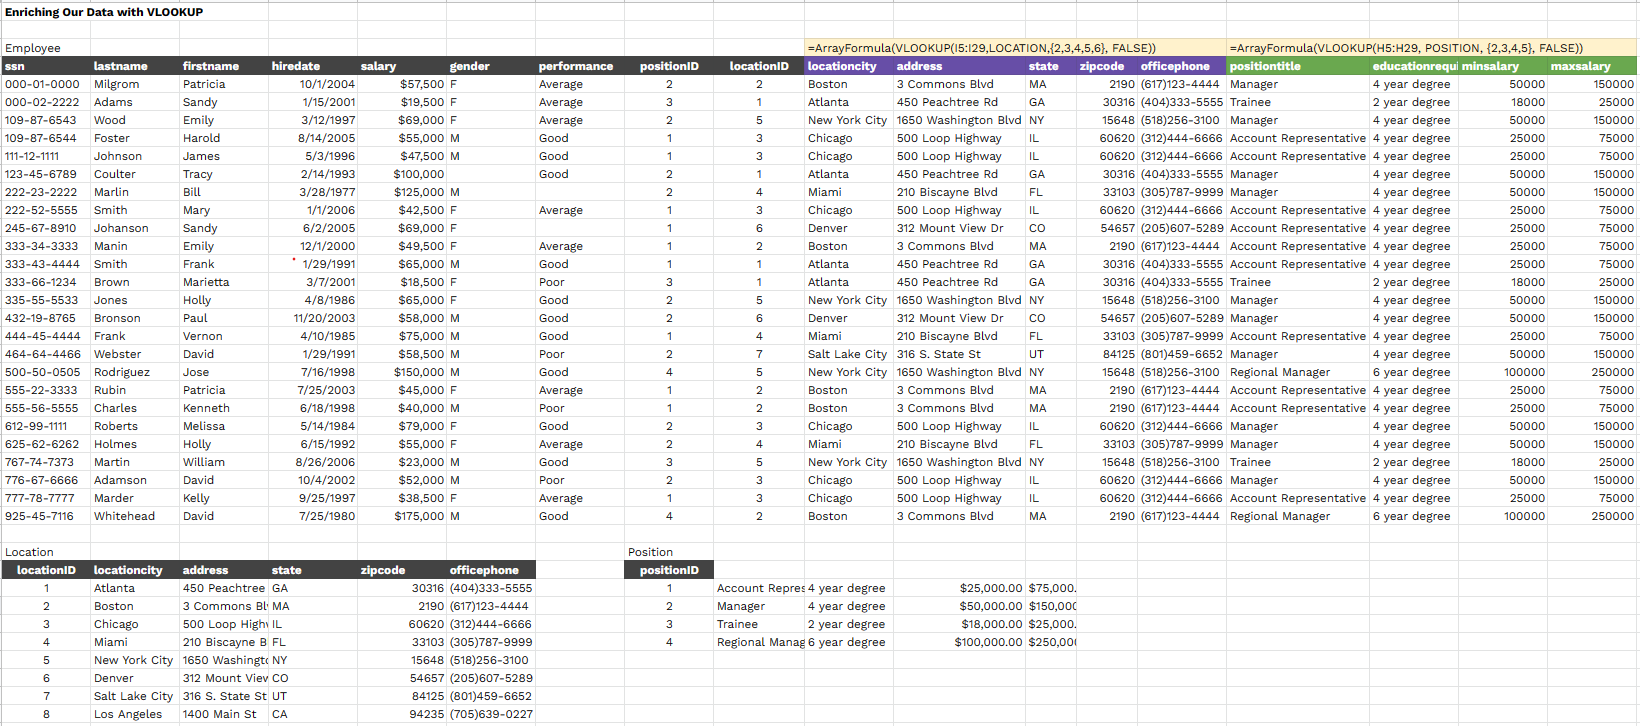 Enriching Our Data with VLOOKUP
Employee =ArrayFormula(VLOOKUP(I5:I29,LOCATION,{2,3,4,5,6}, FALSE)) =ArrayFormula(VLOOKUP(H5:H29, POSITION, {2,3,4,5}, FALSE))
ssn lastname firstname hiredate salary gender performance positionID locationID locationcity address state zipcode officephone positiontitle educationrequi minsalary maxsalary
000-01-0000 Milgrom Patricia 10/1/2004 $57,500 F Average 2 2 Boston 3 Commons Blvd MA 2190 (617)123-4444 Manager 4 year degree 50000 150000
000-02-2222 Adams Sandy 1/15/2001 $19,500 F Average 3 1 Atlanta 450 Peachtree Rd GA 30316 (404)333-5555 Trainee 2 year degree 18000 25000
109-87-6543 Wood Emily 3/12/1997 $69,000 F Average 2 5 New York City 1650 Washington Blvd NY 15648 (518)256-3100 Manager 4 year degree 50000 150000
109-87-6544 Foster Harold 8/14/2005 $55,000 M Good 1 3 Chicago 500 Loop Highway IL 60620 (312)444-6666 Account Representative 4 year degree 25000 75000
111-12-1111 Johnson James 5/3/1996 $47,500 M Good 1 3 Chicago 500 Loop Highway IL 60620 (312)444-6666 Account Representative 4 year degree 25000 75000
123-45-6789 Coulter Tracy 2/14/1993 $100,000 Good 2 1 Atlanta 450 Peachtree Rd GA 30316 (404)333-5555 Manager 4 year degree 50000 150000
222-23-2222 Marlin Bill 3/28/1977 $125,000 M 2 4 Miami 210 Biscayne Blvd FL 33103 (305)787-9999 Manager 4 year degree 50000 150000
222-52-5555 Smith Mary 1/1/2006 $42,500 F Average 1 3 Chicago 500 Loop Highway IL 60620 (312)444-6666 Account Representative 4 year degree 25000 75000
245-67-8910 Johanson Sandy 6/2/2005 $69,000 F 1 6 Denver 312 Mount View Dr CO 54657 (205)607-5289 Account Representative 4 year degree 25000 75000
333-34-3333 Manin Emily 12/1/2000 $49,500 F Average 1 2 Boston 3 Commons Blvd MA 2190 (617)123-4444 Account Representative 4 year degree 25000 75000
333-43-4444 Smith Frank 1/29/1991 $65,000 M Good 1 1 Atlanta 450 Peachtree Rd GA 30316 (404)333-5555 Account Representative 4 year degree 25000 75000
333-66-1234 Brown Marietta 3/7/2001 $18,500 F Poor 3 1 Atlanta 450 Peachtree Rd GA 30316 (404)333-5555 Trainee 2 year degree 18000 25000
335-55-5533 Jones Holly 4/8/1986 $65,000 F Good 2 5 New York City 1650 Washington Blvd NY 15648 (518)256-3100 Manager 4 year degree 50000 150000
432-19-8765 Bronson Paul 11/20/2003 $58,000 M Good 2 6 Denver 312 Mount View Dr CO 54657 (205)607-5289 Manager 4 year degree 50000 150000
444-45-4444 Frank Vernon 4/10/1985 $75,000 M Good 1 4 Miami 210 Biscayne Blvd FL 33103 (305)787-9999 Account Representative 4 year degree 25000 75000
464-64-4466 Webster David 1/29/1991 $58,500 M Poor 2 7 Salt Lake City 316 S. State St UT 84125 (801)459-6652 Manager 4 year degree 50000 150000
500-50-0505 Rodriguez Jose 7/16/1998 $150,000 M Good 4 5 New York City 1650 Washington Blvd NY 15648 (518)256-3100 Regional Manager 6 year degree 100000 250000
555-22-3333 Rubin Patricia 7/25/2003 $45,000 F Average 1 2 Boston 3 Commons Blvd MA 2190 (617)123-4444 Account Representative 4 year degree 25000 75000
555-56-5555 Charles Kenneth 6/18/1998 $40,000 M Poor 1 2 Boston 3 Commons Blvd MA 2190 (617)123-4444 Account Representative 4 year degree 25000 75000
612-99-1111 Roberts Melissa 5/14/1984 $79,000 F Good 2 3 Chicago 500 Loop Highway IL 60620 (312)444-6666 Manager 4 year degree 50000 150000
625-62-6262 Holmes Holly 6/15/1992 $55,000 F Average 2 4 Miami 210 Biscayne Blvd FL 33103 (305)787-9999 Manager 4 year degree 50000 150000
767-74-7373 Martin William 8/26/2006 $23,000 M Good 3 5 New York City 1650 Washington Blvd NY 15648 (518)256-3100 Trainee 2 year degree 18000 25000
776-67-6666 Adamson David 10/4/2002 $52,000 M Poor 2 3 Chicago 500 Loop Highway IL 60620 (312)444-6666 Manager 4 year degree 50000 150000
777-78-7777 Marder Kelly 9/25/1997 $38,500 F Average 1 3 Chicago 500 Loop Highway IL 60620 (312)444-6666 Account Representative 4 year degree 25000 75000
925-45-7116 Whitehead David 7/25/1980 $175,000 M Good 4 2 Boston 3 Commons Blvd MA 2190 (617)123-4444 Regional Manager 6 year degree 100000 250000
Location Position
locationID locationcity address state zipcode officephone positionID
1 Atlanta 450 Peachtree GA 30316 (404)333-5555 1 Account Repres 4 year degree $25,000.00 $75,000.
2 Boston 3 Commons Bl MA 2190 (617)123-4444 2 Manager 4 year degree $50,000.00 $150,000
3 Chicago 500 Loop High IL 60620 (312)444-6666 3 Trainee 2 year degree $18,000.00 $25,000.
4 Miami 210 Biscayne B FL 33103 (305)787-9999 4 Regional Manag 6 year degree $100,000.00 $250,00
5 New York City 1650 Washingt NY 15648 (518)256-3100
6 Denver 312 Mount View CO 54657 (205)607-5289
7 Salt Lake City 316 S. State St UT 84125 (801)459-6652
8 Los Angeles 1400 Main St CA 94235 (705)639-0227